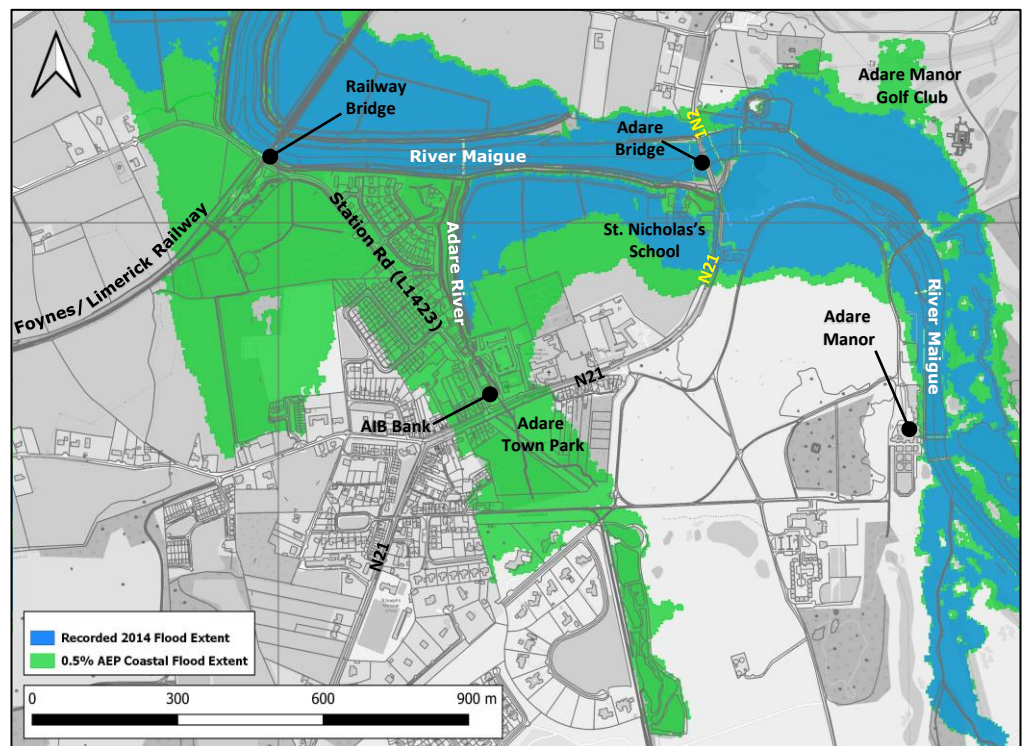 Railway
Bridge
Adare Manor
Golf Club
1N2
Adare
Bridge
River Maigue
St. Nicholas's
School
Station Rd (L1423)
Adare River
N21
Foynes/ Limerick Railway
River Maigue
Adare
Manor
N21
AIB Bank
Adare
Town Park
N21
Recorded 2014 Flood Extent
0.5% AEP Coastal Flood Extent
0 300 600 900 m